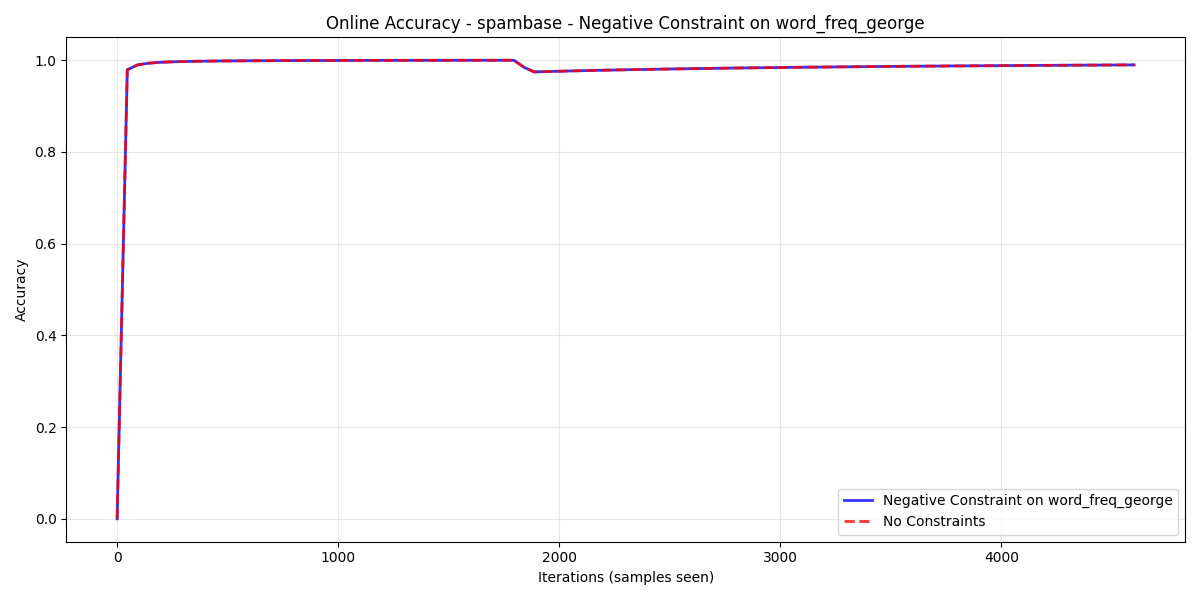 Online Accuracy - spambase - Negative Constraint on word_freq_george
1.0
0.8
0.6
0.4
0.2
0.0
Accuracy
0
1000
2000
3000
4000
Iterations (samples seen)
Negative Constraint on word_freq_george
No Constraints